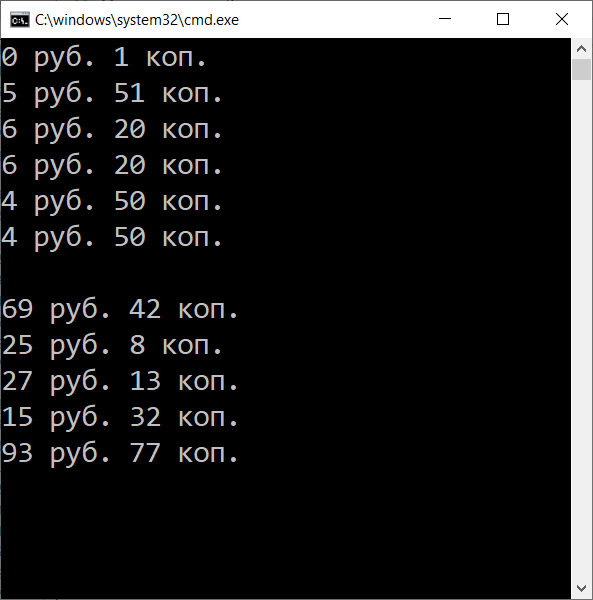 C:\windows\system32\cmd.exe
0 руб. 1 коп.
5 руб. 51 коп.
6 руб. 20 коп.
6 руб. 20 коп.
4 руб. 50 коп.
4 руб. 50 коп.
69 руб. 42 коп.
25 руб. 8 коп.
27 руб. 13 коп.
15 руб. 32 коп.
93 руб. 77 коп.